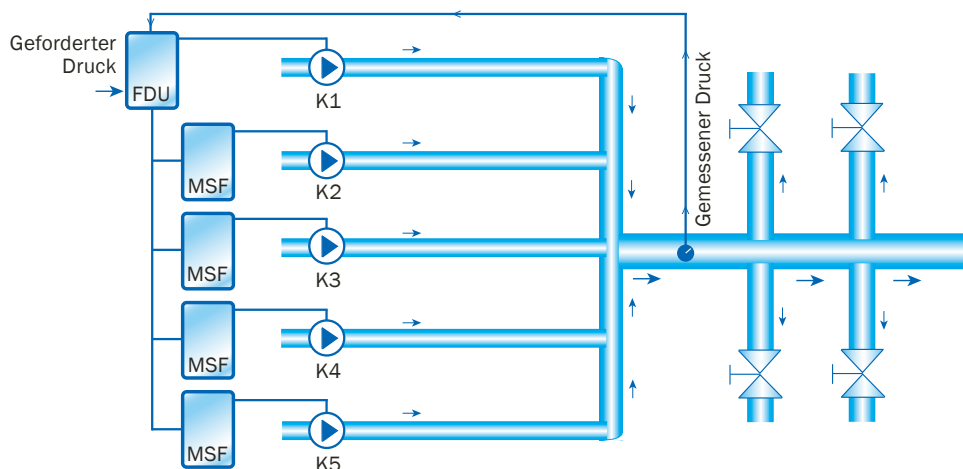 Geforderter
Druck
FDU
K1
MSF
K2
MSF
K3
MSF
K4
MSF
K5
Gemessener Druck